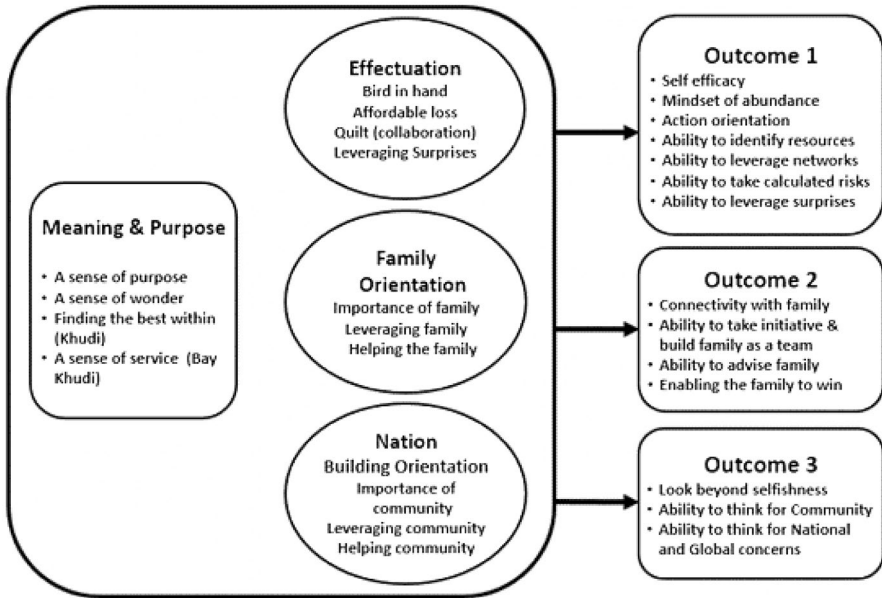 Meaning & Purpose
• A sense of purpose
• A sense of wonder
• Finding the best within
(Khudi)
• A sense of service (Bay
Khudi)
Effectuation
Bird in hand
Affordable loss
Quilt (collaboration)
Leveraging Surprises
Family
Orientation
Importance of family
Leveraging family
Helping the family
Nation
Building Orientation
Importance of
community
Leveraging community
Helping community
Outcome 1
• Self efficacy
• Mindset of abundance
• Action orientation
• Ability to identify resources
• Ability to leverage networks
• Ability to take calculated risks
• Ability to leverage surprises
Outcome 2
• Connectivity with family
• Ability to take initiative &
build family as a team
• Ability to advise family
• Enabling the family to win
Outcome 3
• Look beyond selfishness
• Ability to think for Community
• Ability to think for National
and Global concerns